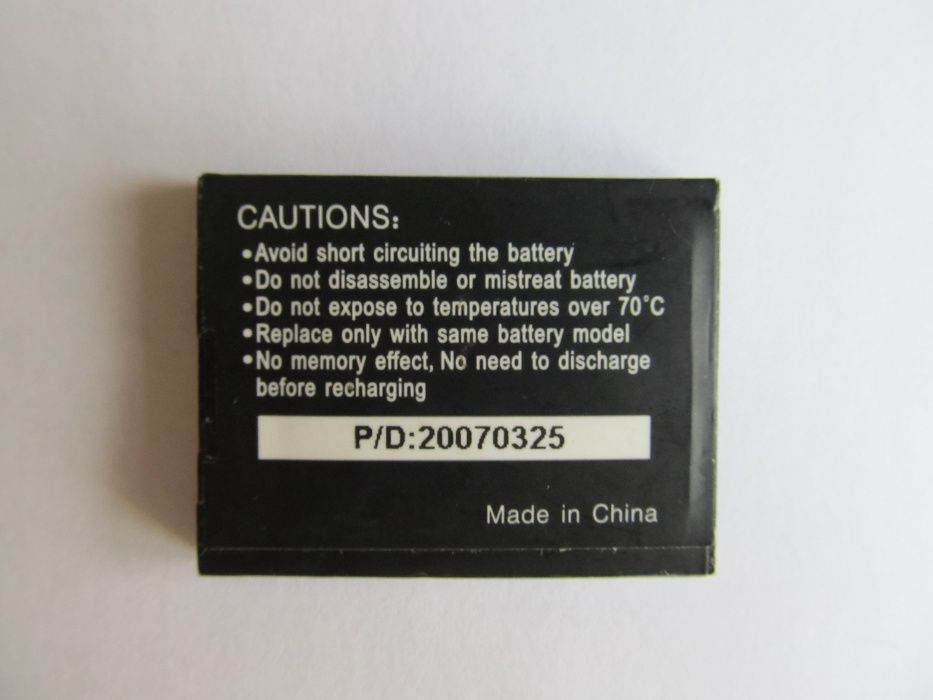 CAUTIONS:
•Avoid short circuiting the battery
•Do not disassemble or mistreat battery
•Do not expose to temperatures over 70°C
•Replace only with same battery model
•No memory effect, No need to discharge
before recharging
P/D:20070325
Made in China